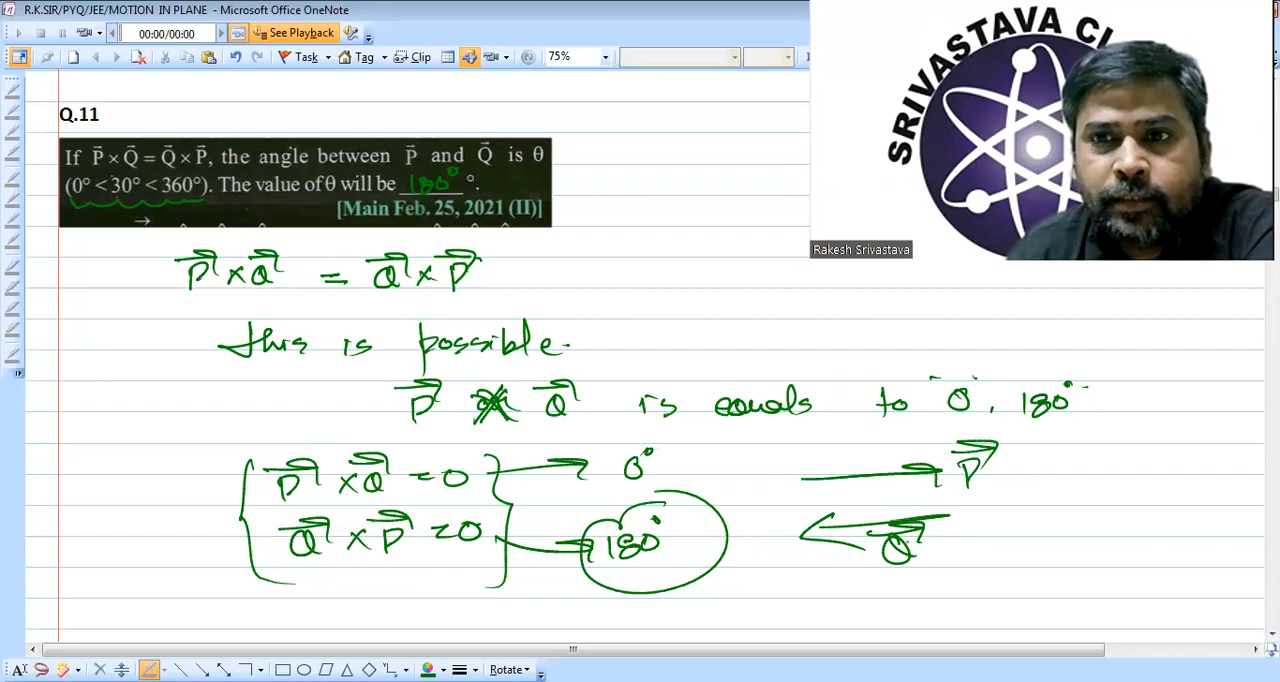 R.K.SIR/PYQ/JEE/MOTION IN PLANE - Microsoft Office OneNote
00:00/00:00 See Playback
Task Tag Clip 75%
SRIVASTAVA CL
Rakesh Srivastava
Q.11
If P⃗ × Q⃗ = Q⃗ × P⃗, the angle between P⃗ and Q⃗ is θ
(0° < 30° < 360°). The value of θ will be 180° °.
[Main Feb. 25, 2021 (II)]
P⃗ × Q⃗ = Q⃗ × P⃗
this is possible.
P⃗ Q⃗ is equals to 0, 180°
P⃗ × Q⃗ = 0 → 0° P⃗
Q⃗ × P⃗ = 0 → 180° Q⃗
Rotate